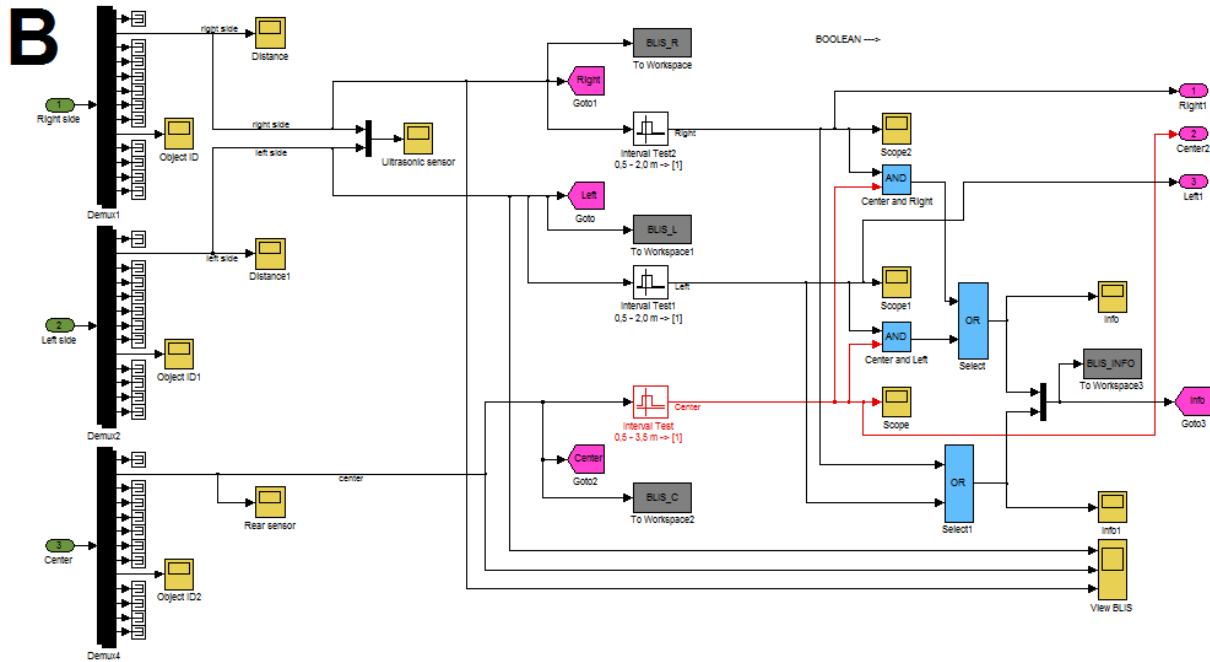 B
right side
Distance
1
Right side
Object ID
Demux1
right side
left side
Ultrasonic sensor
BLIS_R
To Workspace
Right
Goto1
Right
Interval Test2
0,5 - 2,0 m -> [1]
BOOLEAN ---->
Scope2
AND
Center and Right
1
Right1
2
Center2
3
Left1
Left
Goto
BLIS_L
To Workspace1
left side
Distance1
2
Left side
Object ID1
Demux2
Left
Interval Test1
0,5 - 2,0 m -> [1]
Scope1
AND
Center and Left
OR
Select
Info
BLIS_INFO
To Workspace3
Info
Goto3
Center
Interval Test
0,5 - 3,5 m -> [1]
Scope
Center
Goto2
BLIS_C
To Workspace2
OR
Select1
Info1
View BLIS
center
Rear sensor
3
Center
Object ID2
Demux4